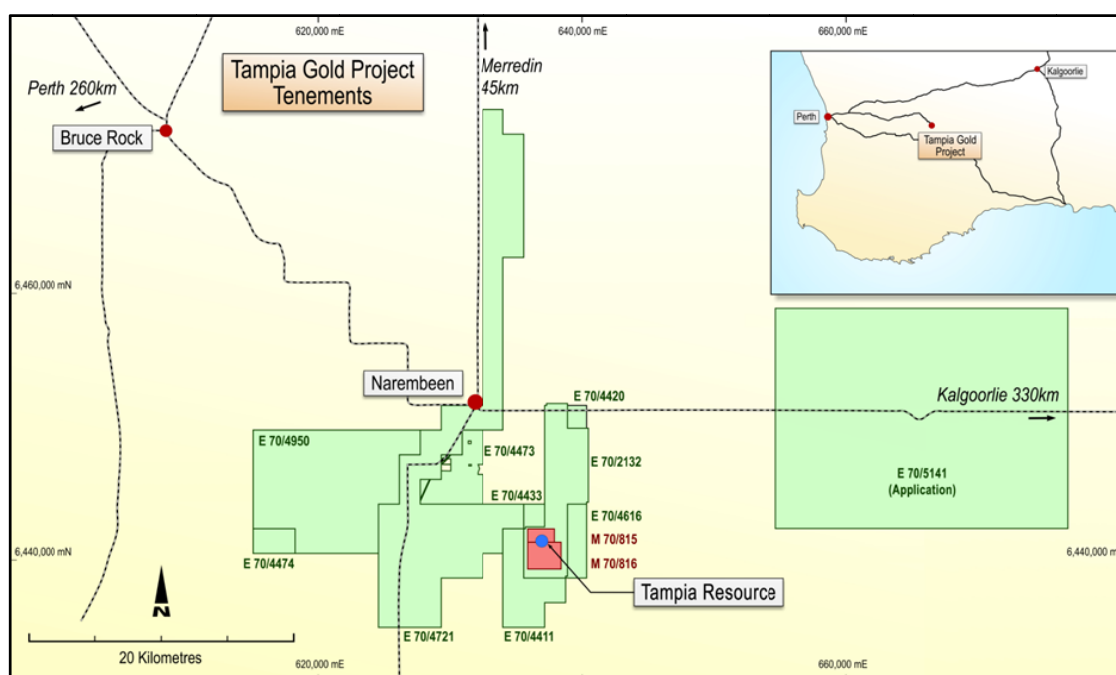 620,000 mE
640,000 mE
660,000 mE
Tampia Gold Project
Tenements
Merredin
45km
Perth 260km
Bruce Rock
Kalgoorlie
Perth
Tampia Gold
Project
6,460,000 mN
Narembeen
E 70/4420
Kalgoorlie 330km
E 70/4950
E 70/4473
E 70/2132
E 70/5141
(Application)
E 70/4433
E 70/4616
M 70/815
M 70/816
6,440,000 mN
6,440,000 mN
E 70/4474
Tampia Resource
N
E 70/4721
E 70/4411
20 Kilometres
620,000 mE
660,000 mE